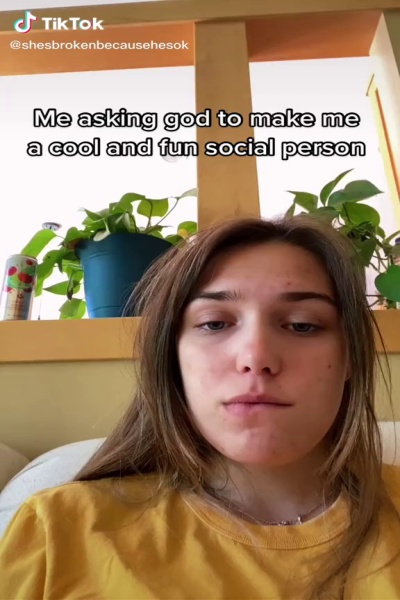 TikTok
@shesbrokenbecausehesok
Me asking god to make me
a cool and fun social person